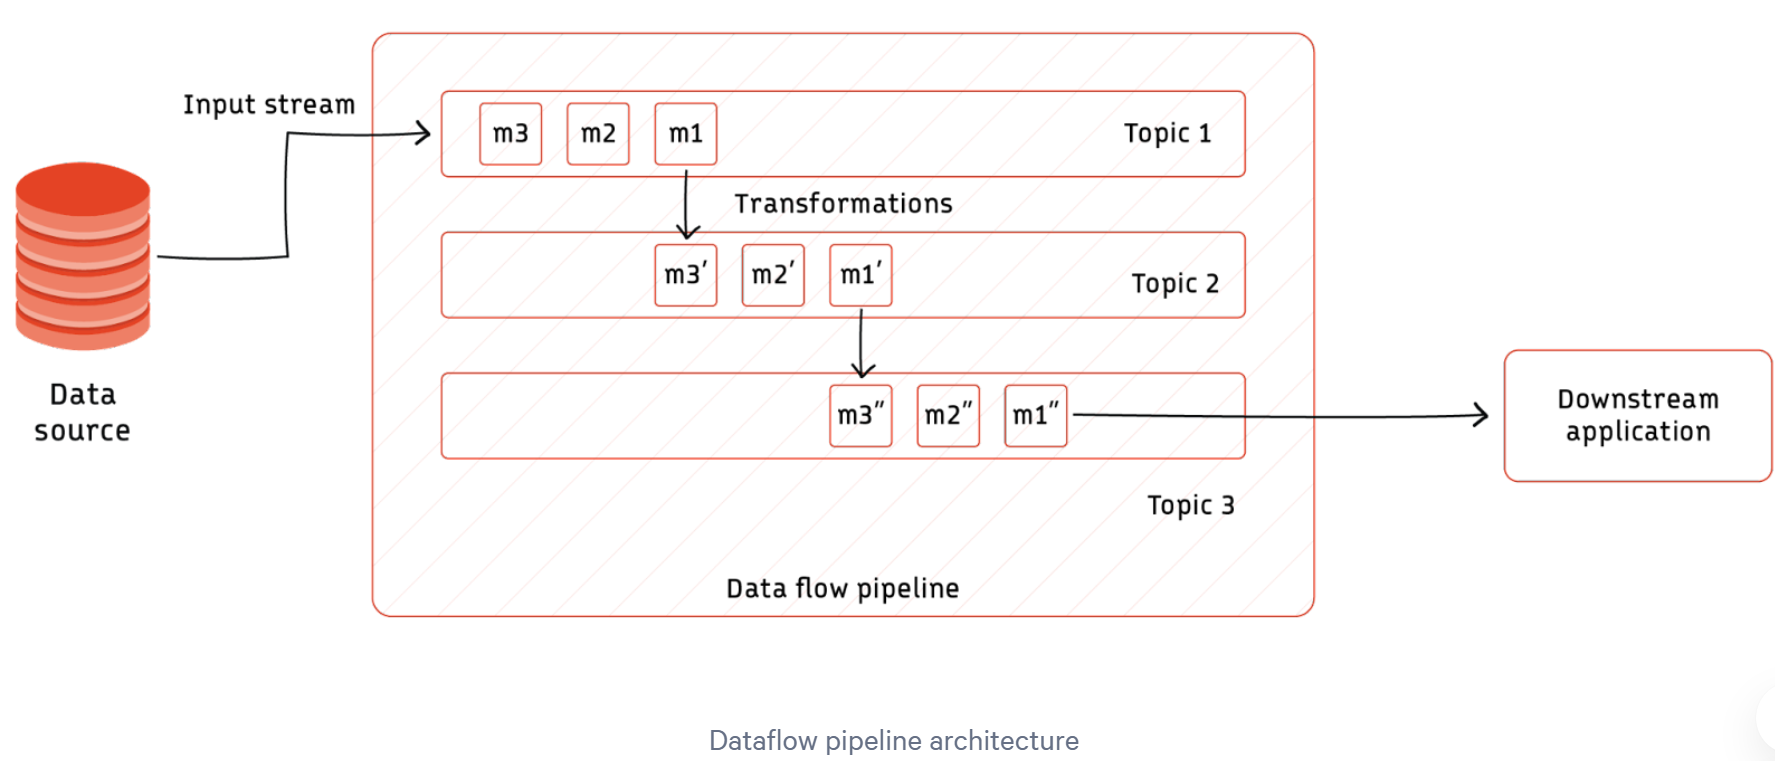 Input stream
m3 m2 m1 Topic 1
Transformations
m3′ m2′ m1′ Topic 2
m3″ m2″ m1″
Data
source
Downstream
application
Topic 3
Data flow pipeline
Dataflow pipeline architecture